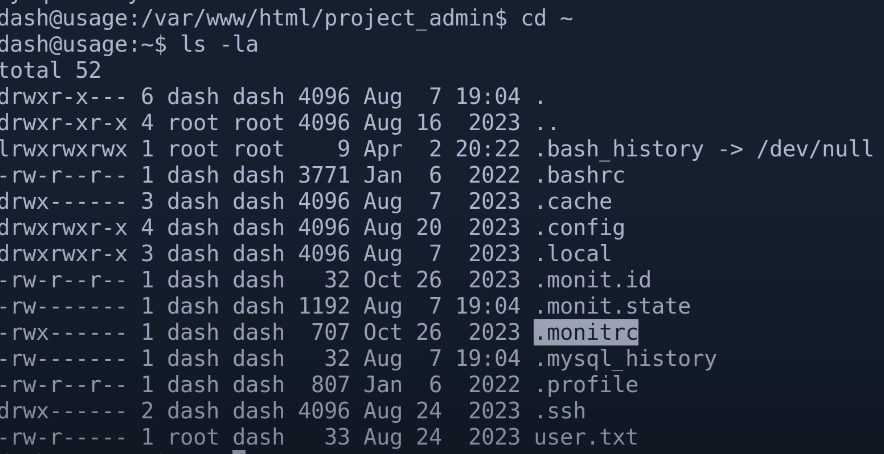 dash@usage:/var/www/html/project_admin$ cd ~
dash@usage:~$ ls -la
total 52
drwxr-x--- 6 dash dash 4096 Aug  7 19:04 .
drwxr-xr-x 4 root root 4096 Aug 16  2023 ..
lrwxrwxrwx 1 root root    9 Apr  2 20:22 .bash_history -> /dev/null
-rw-r--r-- 1 dash dash 3771 Jan  6  2022 .bashrc
drwx------ 3 dash dash 4096 Aug  7  2023 .cache
drwxrwxr-x 4 dash dash 4096 Aug 20  2023 .config
drwxrwxr-x 3 dash dash 4096 Aug  7  2023 .local
-rw-r--r-- 1 dash dash   32 Oct 26  2023 .monit.id
-rw------- 1 dash dash 1192 Aug  7 19:04 .monit.state
-rwx------ 1 dash dash  707 Oct 26  2023 .monitrc
-rw------- 1 dash dash   32 Aug  7 19:04 .mysql_history
-rw-r--r-- 1 dash dash  807 Jan  6  2022 .profile
drwx------ 2 dash dash 4096 Aug 24  2023 .ssh
-rw-r----- 1 root dash   33 Aug 24  2023 user.txt